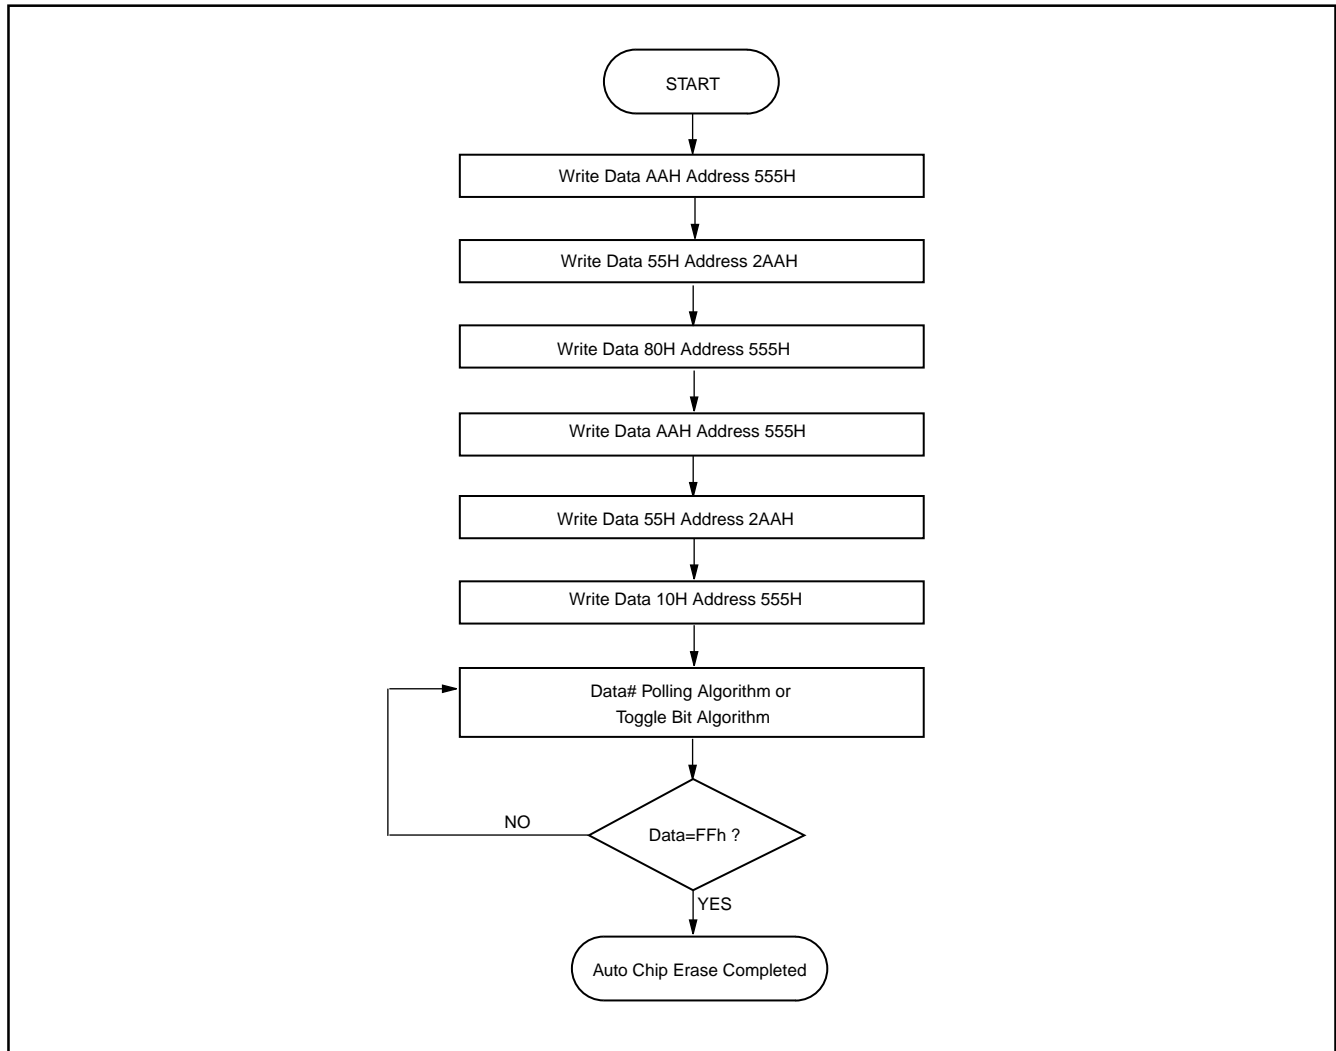 START
Write Data AAH Address 555H
Write Data 55H Address 2AAH
Write Data 80H Address 555H
Write Data AAH Address 555H
Write Data 55H Address 2AAH
Write Data 10H Address 555H
Data# Polling Algorithm or
Toggle Bit Algorithm
NO
Data=FFh ?
YES
Auto Chip Erase Completed